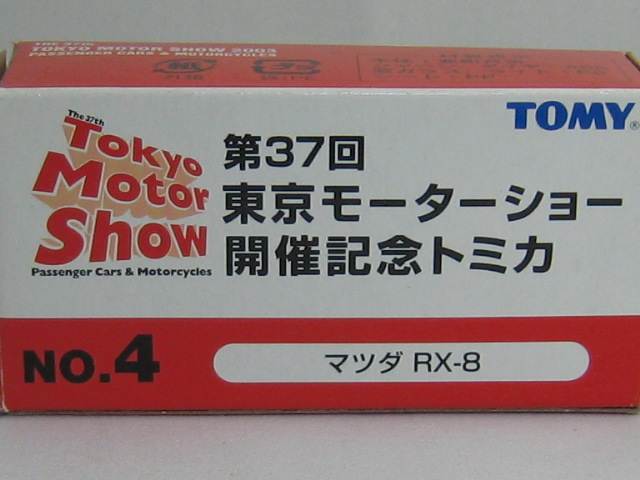 THE 37th
TOKYO MOTOR SHOW 2003
PASSENGER CARS & MOTORCYCLES
TOMY®
The 37th
Tokyo
Motor
Show
Passenger Cars & Motorcycles
第37回
東京モーターショー
開催記念トミカ
NO.4
マツダ RX-8